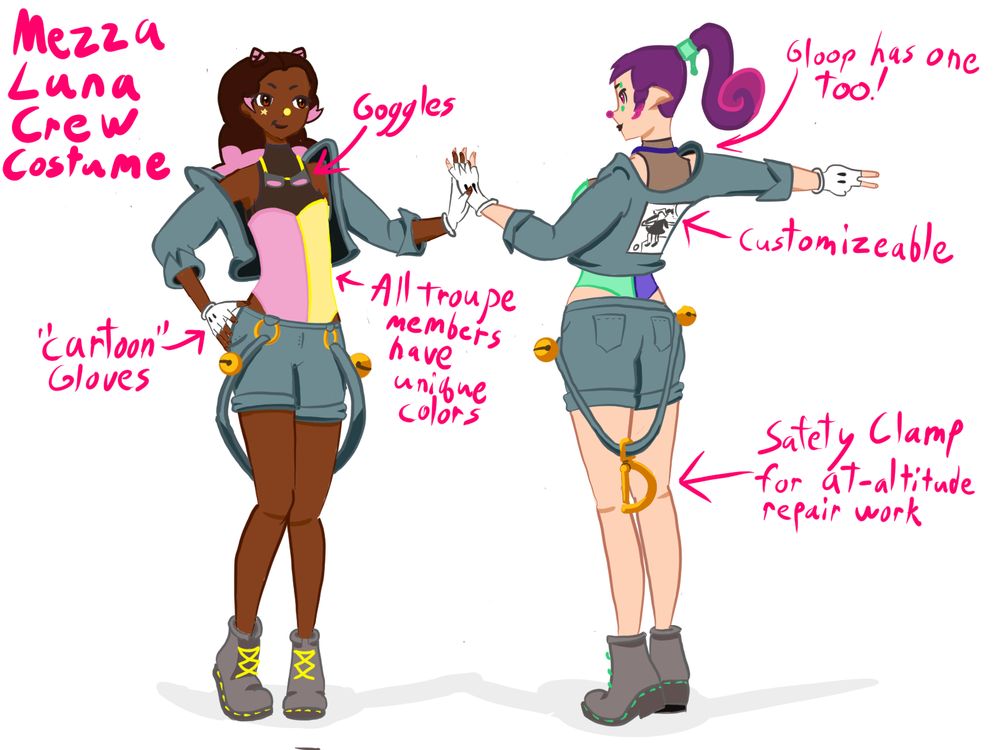 Mezza
Luna
Crew
Costume
Goggles
Gloop has one
Too!
Customizeable
"cartoon"
Gloves
All troupe
members
have
unique
colors
Safety Clamp
for at-altitude
repair work